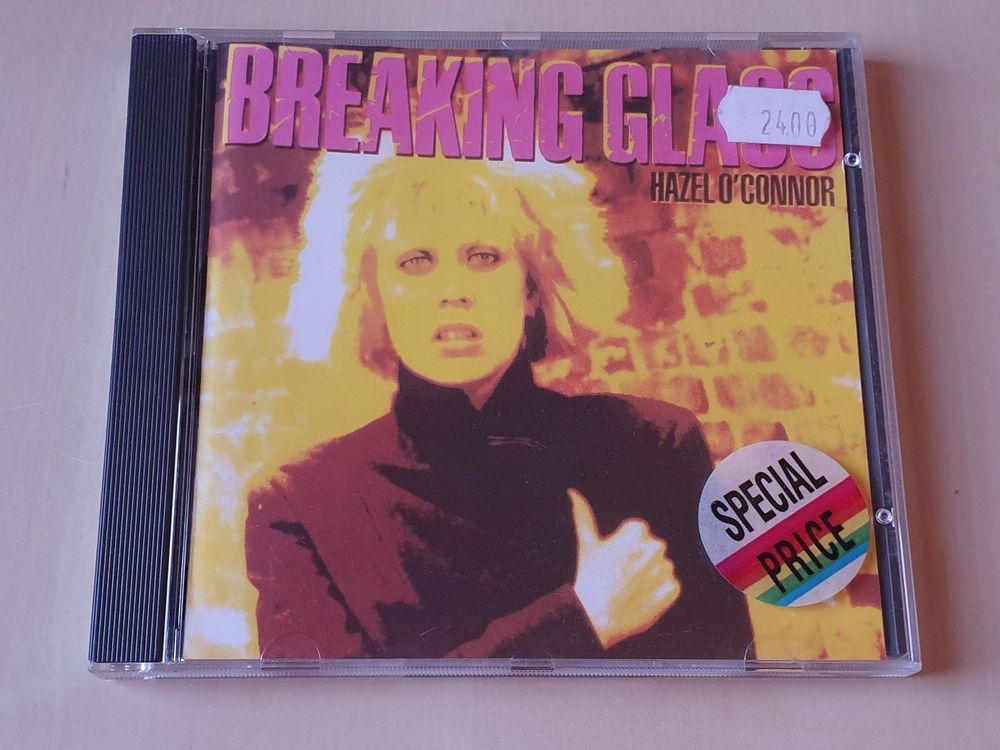 BREAKING GLASS
24.00
HAZEL O'CONNOR
SPECIAL
PRICE